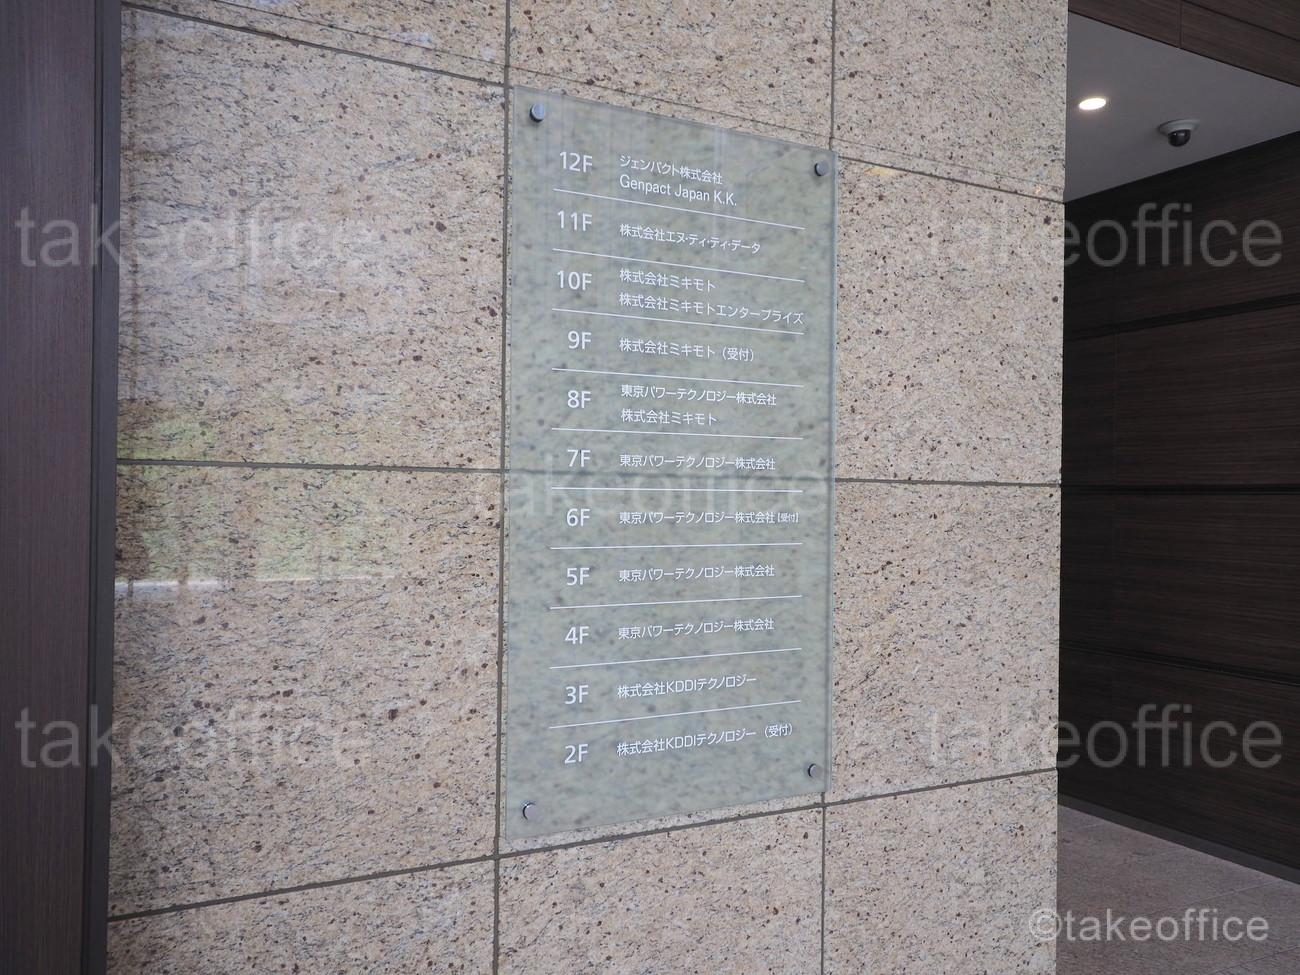 12F ジェンパクト株式会社
Genpact Japan K.K.
11F 株式会社エヌ・ティ・ティ・データ
10F 株式会社ミキモト
株式会社ミキモトエンタープライズ
9F 株式会社ミキモト（受付）
8F 東京パワーテクノロジー株式会社
株式会社ミキモト
7F 東京パワーテクノロジー株式会社
6F 東京パワーテクノロジー株式会社【受付】
5F 東京パワーテクノロジー株式会社
4F 東京パワーテクノロジー株式会社
3F 株式会社KDDIテクノロジー
2F 株式会社KDDIテクノロジー（受付）
takeoffice
takeoffice
takeoffice
takeoffice
takeoffice
©takeoffice